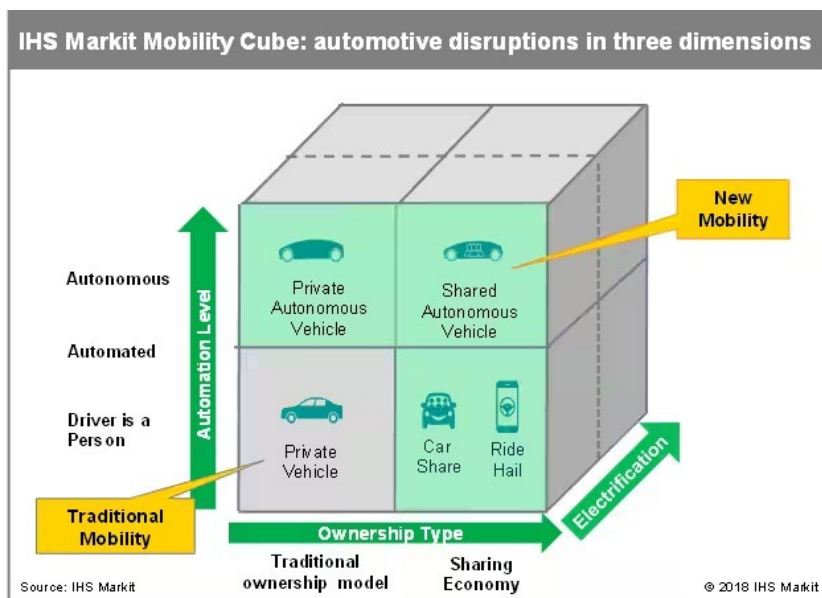 IHS Markit Mobility Cube: automotive disruptions in three dimensions
New
Mobility
Autonomous
Automated
Driver is a
Person
Automation Level
Private
Autonomous
Vehicle
Shared
Autonomous
Vehicle
Private
Vehicle
Car
Share
Ride
Hail
Traditional
Mobility
Electrification
Ownership Type
Traditional
ownership model
Sharing
Economy
Source: IHS Markit
© 2018 IHS Markit